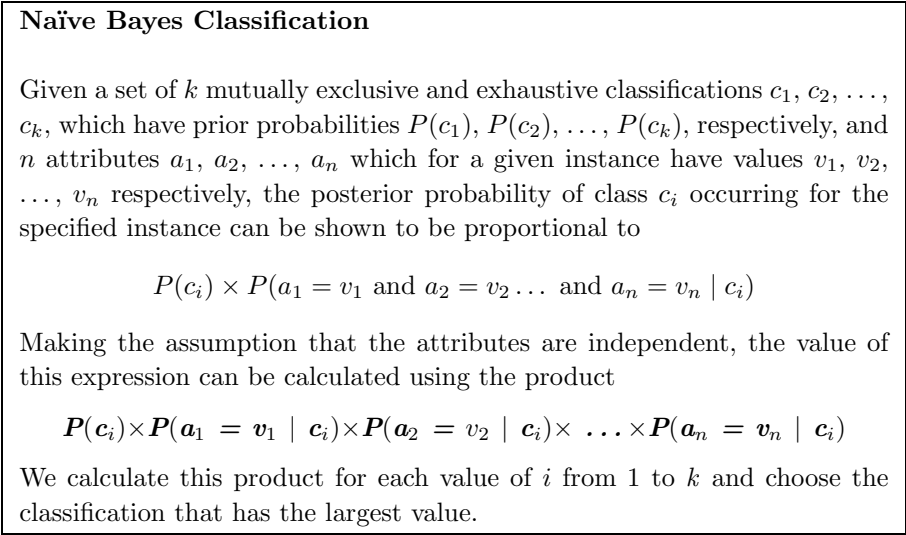 Naïve Bayes Classification
Given a set of k mutually exclusive and exhaustive classifications c₁, c₂, …,
cₖ, which have prior probabilities P(c₁), P(c₂), …, P(cₖ), respectively, and
n attributes a₁, a₂, …, aₙ which for a given instance have values v₁, v₂,
…, vₙ respectively, the posterior probability of class cᵢ occurring for the
specified instance can be shown to be proportional to
P(cᵢ) × P(a₁ = v₁ and a₂ = v₂ … and aₙ = vₙ | cᵢ)
Making the assumption that the attributes are independent, the value of
this expression can be calculated using the product
P(cᵢ)×P(a₁ = v₁ | cᵢ)×P(a₂ = v₂ | cᵢ)× … ×P(aₙ = vₙ | cᵢ)
We calculate this product for each value of i from 1 to k and choose the
classification that has the largest value.